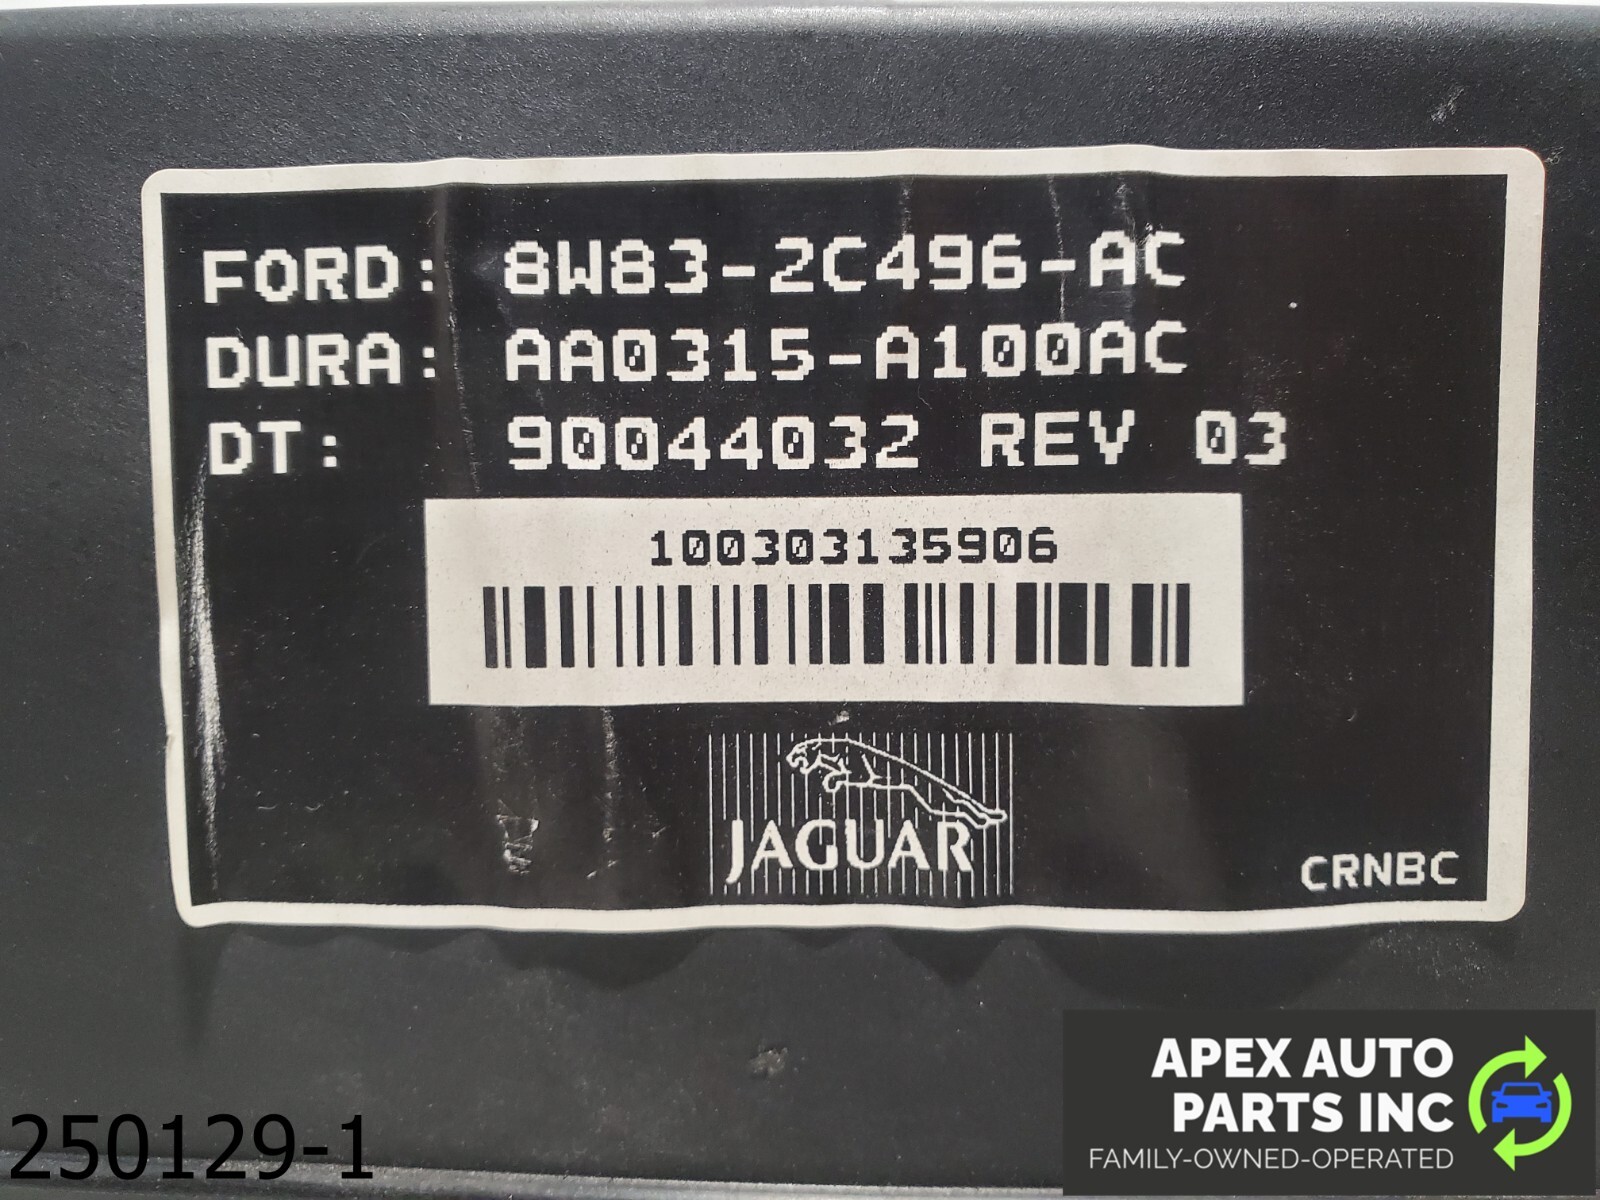 FORD: 8W83-2C496-AC
DURA: AA0315-A100AC
DT: 90044032 REV 03
100303135906
JAGUAR
CRNBC
250129-1
APEX AUTO
PARTS INC
FAMILY-OWNED-OPERATED